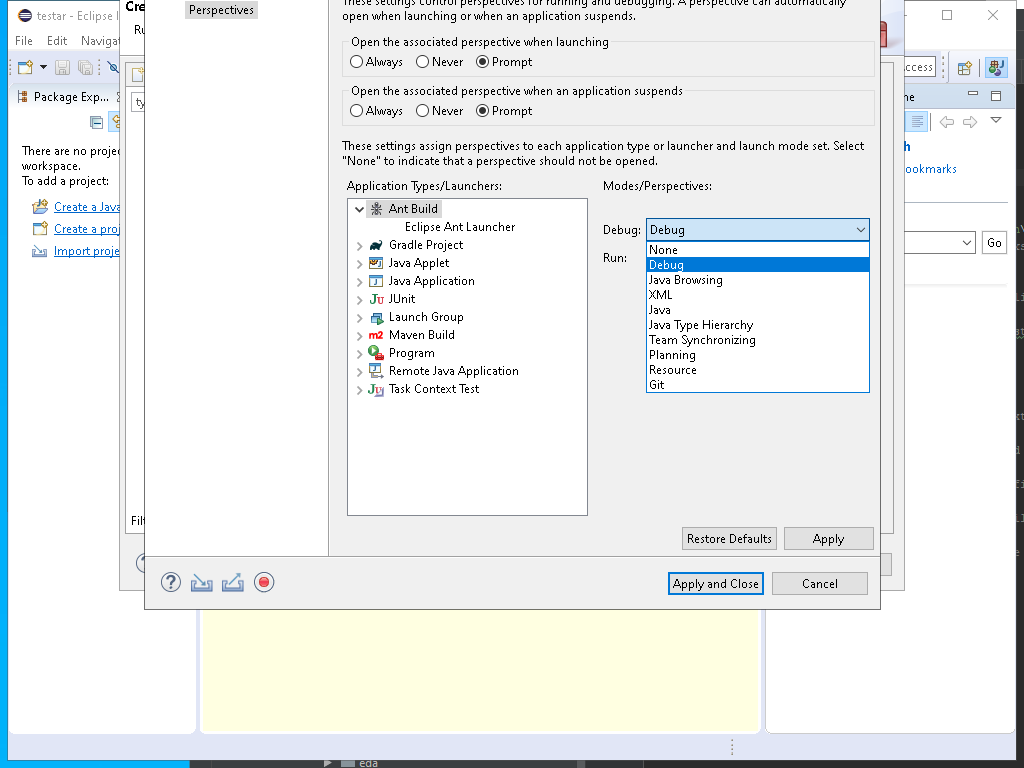 testar - Eclipse I
File Edit Navigat
Package Exp...
There are no proje
workspace.
To add a project:
Create a Java
Create a proj
Import proje
Cre
Ru
ty
Filt
Perspectives
These settings control perspectives for running and debugging. A perspective can automatically
open when launching or when an application suspends.
Open the associated perspective when launching
Always Never Prompt
Open the associated perspective when an application suspends
Always Never Prompt
These settings assign perspectives to each application type or launcher and launch mode set. Select
"None" to indicate that a perspective should not be opened.
Application Types/Launchers:
Ant Build
Eclipse Ant Launcher
Gradle Project
Java Applet
Java Application
JUnit
Launch Group
Maven Build
Program
Remote Java Application
Task Context Test
Modes/Perspectives:
Debug: Debug
Run:
None
Debug
Java Browsing
XML
Java
Java Type Hierarchy
Team Synchronizing
Planning
Resource
Git
Restore Defaults Apply
Apply and Close Cancel
ccess
ne
h
ookmarks
Go
eda